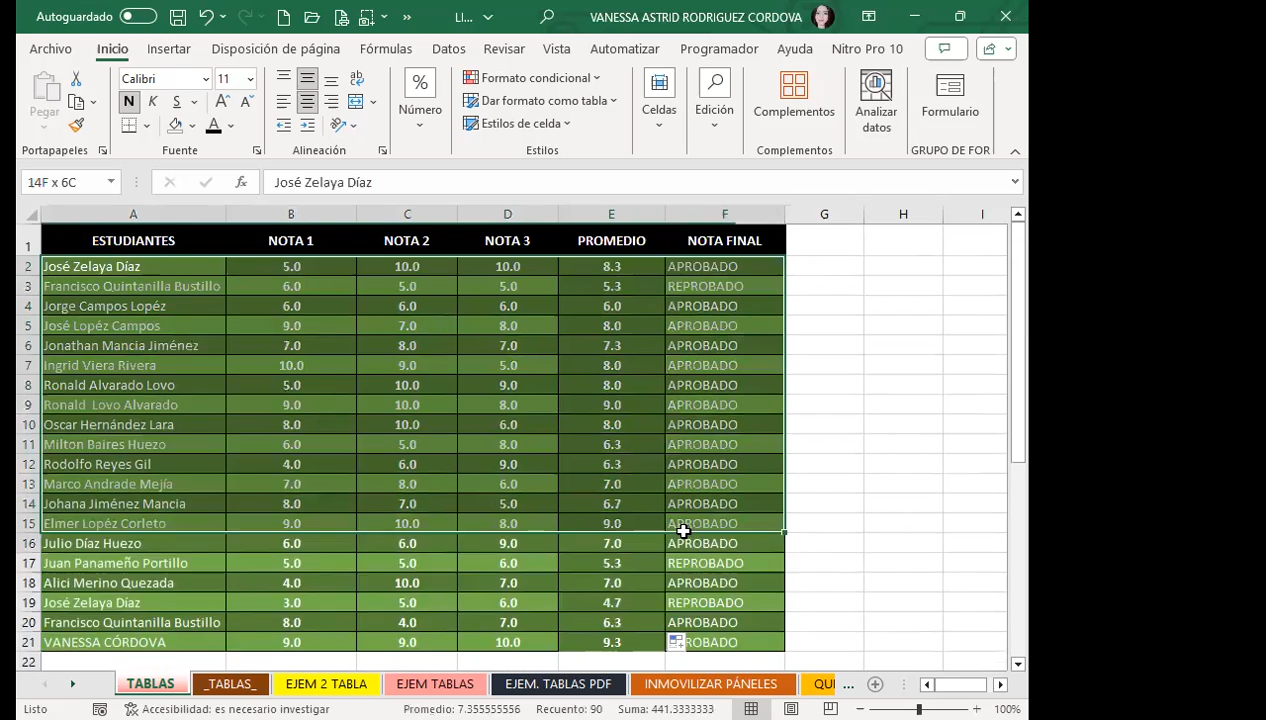 Autoguardado LI... VANESSA ASTRID RODRIGUEZ CORDOVA
Archivo Inicio Insertar Disposición de página Fórmulas Datos Revisar Vista Automatizar Programador Ayuda Nitro Pro 10
Pegar Calibri 11 Número Formato condicional Celdas Edición Complementos Analizar datos Formulario
N K S Dar formato como tabla
A Estilos de celda
Portapapeles Fuente Alineación Estilos Complementos GRUPO DE FOR
14F x 6C fx José Zelaya Díaz
A B C D E F G H I
1 ESTUDIANTES NOTA 1 NOTA 2 NOTA 3 PROMEDIO NOTA FINAL
2 José Zelaya Díaz 5.0 10.0 10.0 8.3 APROBADO
3 Francisco Quintanilla Bustillo 6.0 5.0 5.0 5.3 REPROBADO
4 Jorge Campos Lopéz 6.0 6.0 6.0 6.0 APROBADO
5 José Lopéz Campos 9.0 7.0 8.0 8.0 APROBADO
6 Jonathan Mancia Jiménez 7.0 8.0 7.0 7.3 APROBADO
7 Ingrid Viera Rivera 10.0 9.0 5.0 8.0 APROBADO
8 Ronald Alvarado Lovo 5.0 10.0 9.0 8.0 APROBADO
9 Ronald Lovo Alvarado 9.0 10.0 8.0 9.0 APROBADO
10 Oscar Hernández Lara 8.0 10.0 6.0 8.0 APROBADO
11 Milton Baires Huezo 6.0 5.0 8.0 6.3 APROBADO
12 Rodolfo Reyes Gil 4.0 6.0 9.0 6.3 APROBADO
13 Marco Andrade Mejía 7.0 8.0 6.0 7.0 APROBADO
14 Johana Jiménez Mancia 8.0 7.0 5.0 6.7 APROBADO
15 Elmer Lopéz Corleto 9.0 10.0 8.0 9.0 APROBADO
16 Julio Díaz Huezo 6.0 6.0 9.0 7.0 APROBADO
17 Juan Panameño Portillo 5.0 5.0 6.0 5.3 REPROBADO
18 Alici Merino Quezada 4.0 10.0 7.0 7.0 APROBADO
19 José Zelaya Díaz 3.0 5.0 6.0 4.7 REPROBADO
20 Francisco Quintanilla Bustillo 8.0 4.0 7.0 6.3 APROBADO
21 VANESSA CÓRDOVA 9.0 9.0 10.0 9.3 ROBADO
22
TABLAS _TABLAS_ EJEM 2 TABLA EJEM TABLAS EJEM. TABLAS PDF INMOVILIZAR PÁNELES QUI ...
Listo Accesibilidad: es necesario investigar Promedio: 7.355555556 Recuento: 90 Suma: 441.3333333 100%